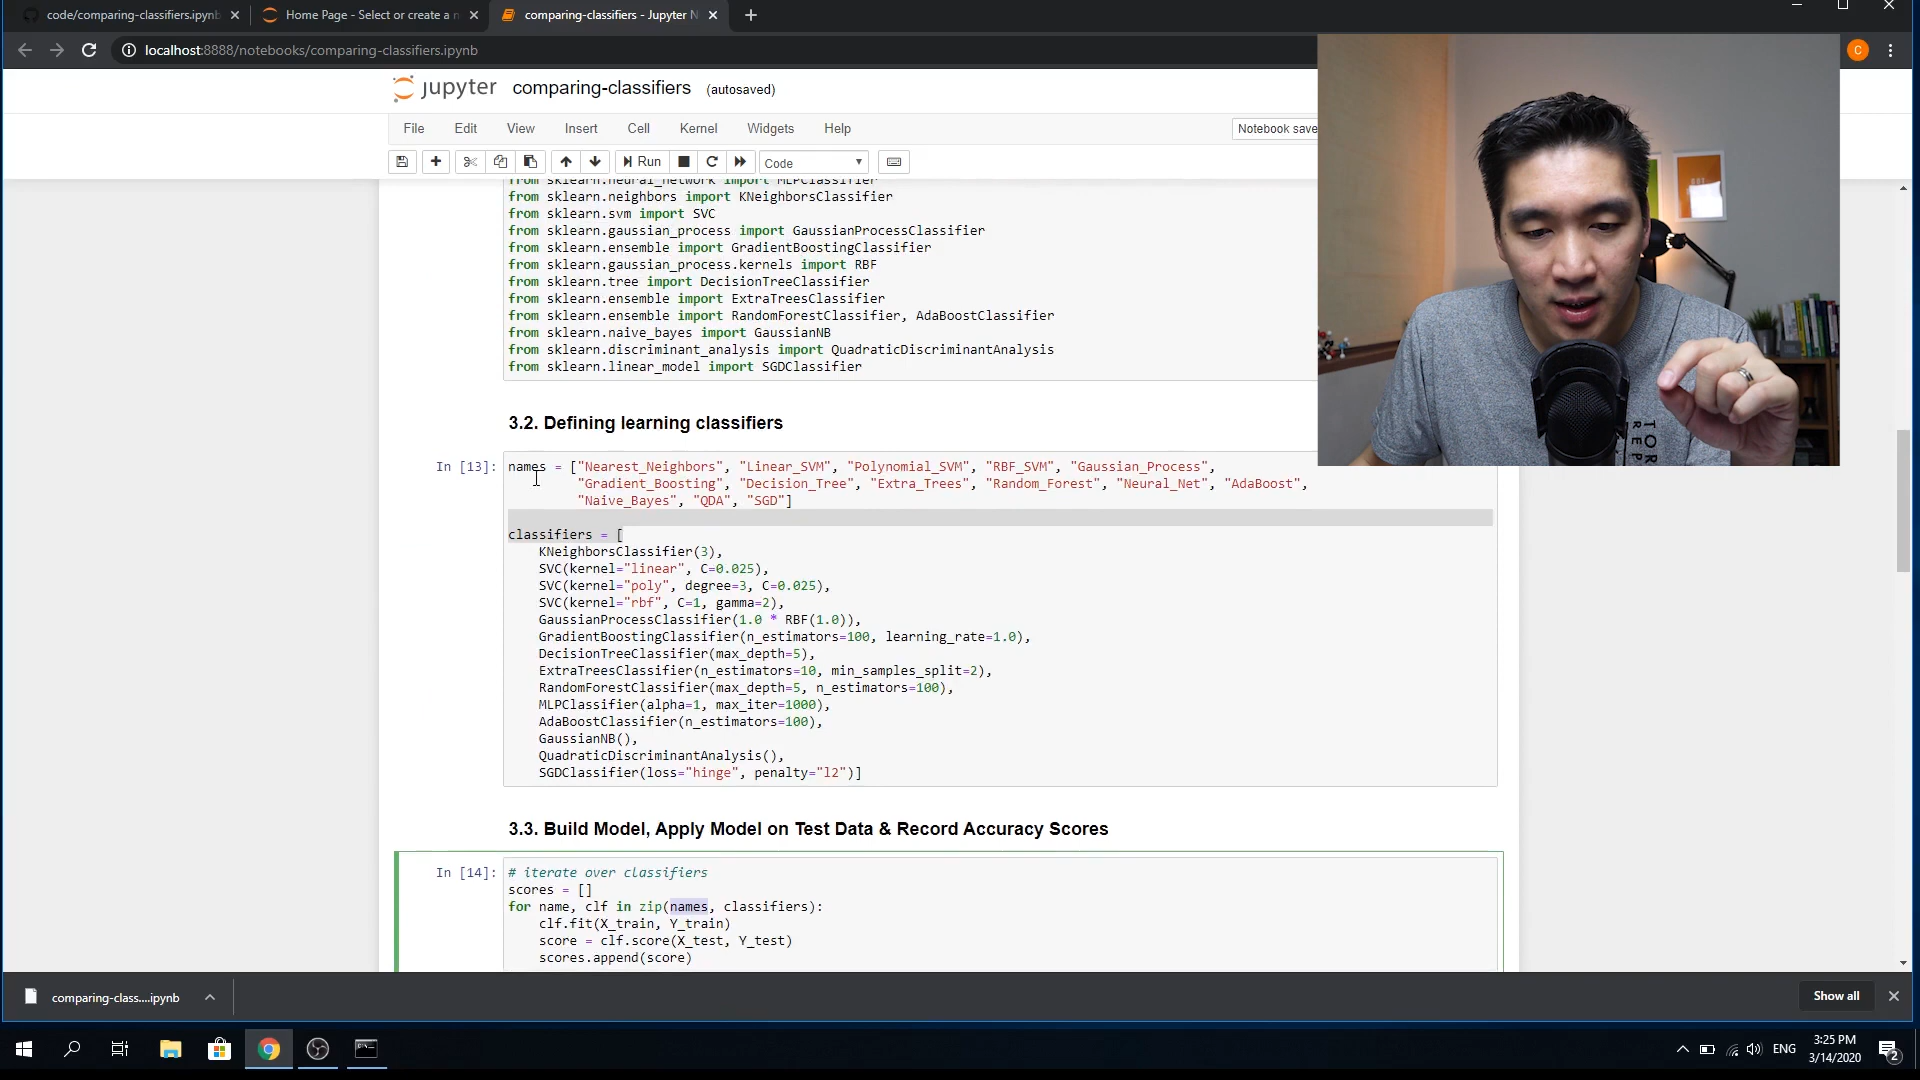 code/comparing-classifiers.ipynb
Home Page - Select or create a n
comparing-classifiers - Jupyter N
localhost:8888/notebooks/comparing-classifiers.ipynb
C
jupyter comparing-classifiers (autosaved)
File Edit View Insert Cell Kernel Widgets Help
Notebook save
Run
Code
from sklearn.neural_network import MLPClassifier
from sklearn.neighbors import KNeighborsClassifier
from sklearn.svm import SVC
from sklearn.gaussian_process import GaussianProcessClassifier
from sklearn.ensemble import GradientBoostingClassifier
from sklearn.gaussian_process.kernels import RBF
from sklearn.tree import DecisionTreeClassifier
from sklearn.ensemble import ExtraTreesClassifier
from sklearn.ensemble import RandomForestClassifier, AdaBoostClassifier
from sklearn.naive_bayes import GaussianNB
from sklearn.discriminant_analysis import QuadraticDiscriminantAnalysis
from sklearn.linear_model import SGDClassifier
3.2. Defining learning classifiers
In [13]: names = ["Nearest_Neighbors", "Linear_SVM", "Polynomial_SVM", "RBF_SVM", "Gaussian_Process",
"Gradient_Boosting", "Decision_Tree", "Extra_Trees", "Random_Forest", "Neural_Net", "AdaBoost",
"Naive_Bayes", "QDA", "SGD"]
classifiers = [
KNeighborsClassifier(3),
SVC(kernel="linear", C=0.025),
SVC(kernel="poly", degree=3, C=0.025),
SVC(kernel="rbf", C=1, gamma=2),
GaussianProcessClassifier(1.0 * RBF(1.0)),
GradientBoostingClassifier(n_estimators=100, learning_rate=1.0),
DecisionTreeClassifier(max_depth=5),
ExtraTreesClassifier(n_estimators=10, min_samples_split=2),
RandomForestClassifier(max_depth=5, n_estimators=100),
MLPClassifier(alpha=1, max_iter=1000),
AdaBoostClassifier(n_estimators=100),
GaussianNB(),
QuadraticDiscriminantAnalysis(),
SGDClassifier(loss="hinge", penalty="l2")]
3.3. Build Model, Apply Model on Test Data & Record Accuracy Scores
In [14]: # iterate over classifiers
scores = []
for name, clf in zip(names, classifiers):
clf.fit(X_train, Y_train)
score = clf.score(X_test, Y_test)
scores.append(score)
comparing-class....ipynb
Show all
ENG
3:25 PM
3/14/2020
2